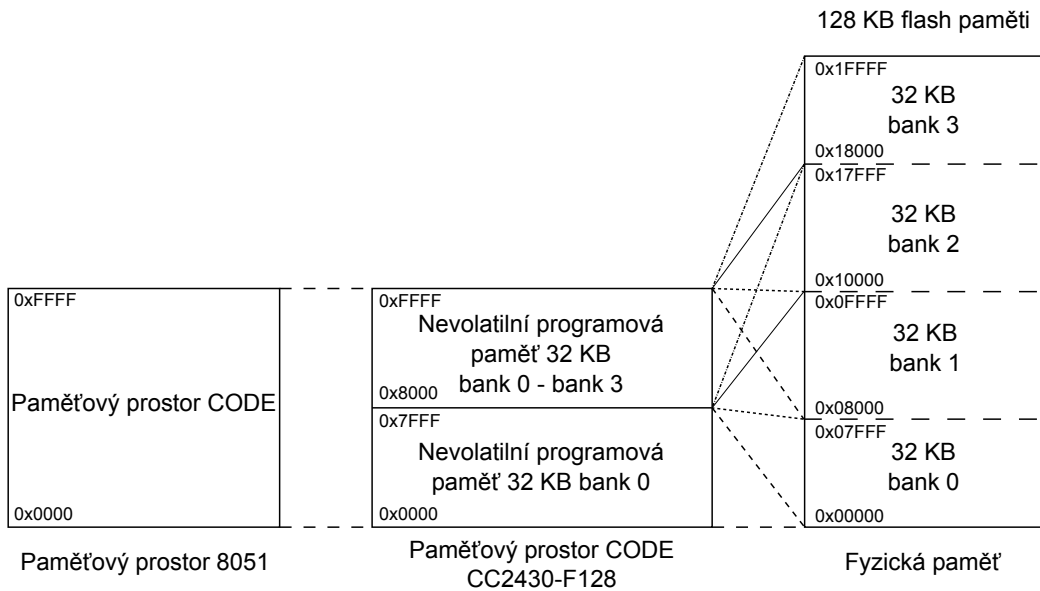 128 KB flash paměti
0x1FFFF
32 KB
bank 3
0x18000
0x17FFF
32 KB
bank 2
0x10000
0x0FFFF
32 KB
bank 1
0x08000
0x07FFF
32 KB
bank 0
0x00000
Fyzická paměť
0xFFFF
Nevolatilní programová
paměť 32 KB
bank 0 - bank 3
0x8000
0x7FFF
Nevolatilní programová
paměť 32 KB bank 0
0x0000
Paměťový prostor CODE
CC2430-F128
0xFFFF
Paměťový prostor CODE
0x0000
Paměťový prostor 8051